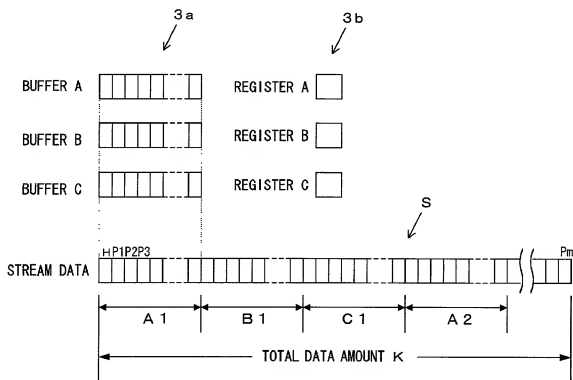 3a 3b
BUFFER A REGISTER A
BUFFER B REGISTER B
BUFFER C REGISTER C
S
HP1P2P3 Pm
STREAM DATA
A1 B1 C1 A2
TOTAL DATA AMOUNT K